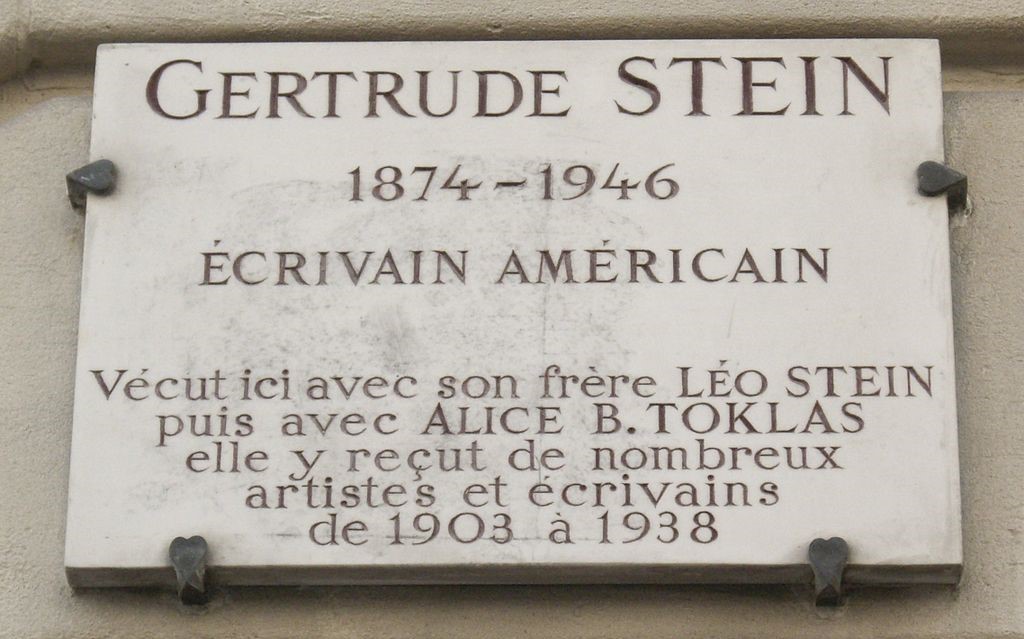 GERTRUDE STEIN
1874-1946
ÉCRIVAIN AMÉRICAIN
Vécut ici avec son frère LÉO STEIN
puis avec ALICE B. TOKLAS
elle y reçut de nombreux
artistes et écrivains
de 1903 à 1938